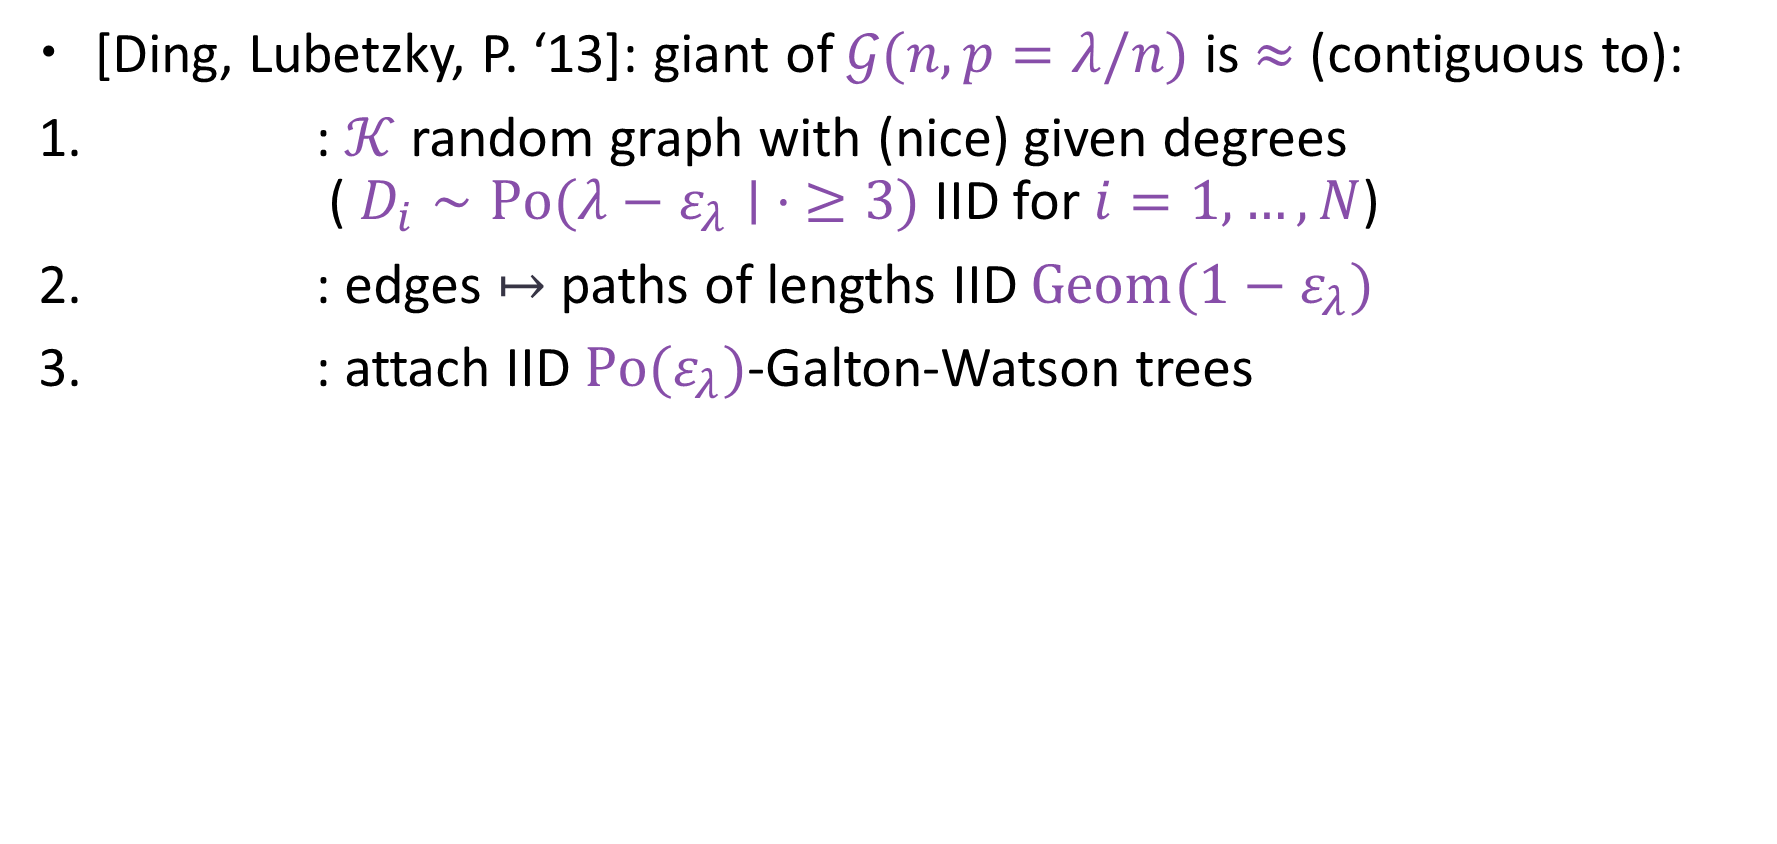 • [Ding, Lubetzky, P. ‘13]: giant of 𝒢(n, p = λ/n) is ≈ (contiguous to):
1. : 𝒦 random graph with (nice) given degrees
( D_i ~ Po(λ − ε_λ | · ≥ 3) IID for i = 1, … , N)
2. : edges ↦ paths of lengths IID Geom(1 − ε_λ)
3. : attach IID Po(ε_λ)-Galton-Watson trees